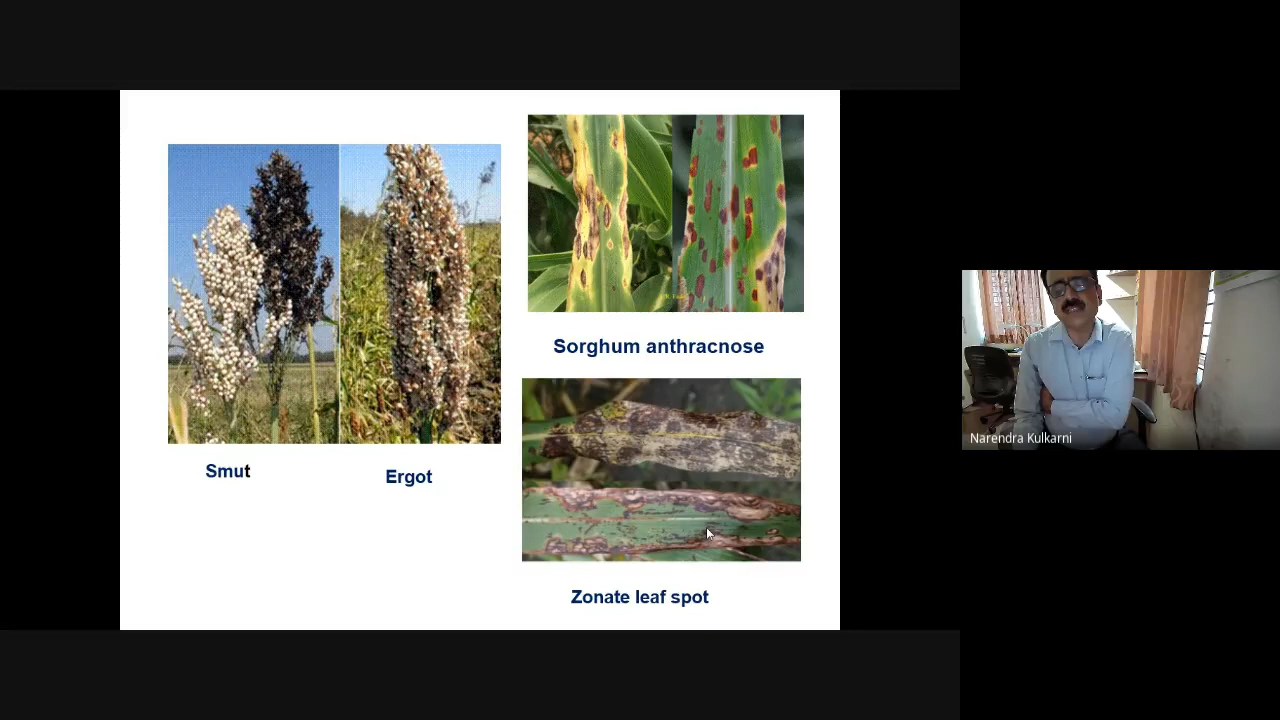 Sorghum anthracnose
Smut
Ergot
Zonate leaf spot
Narendra Kulkarni